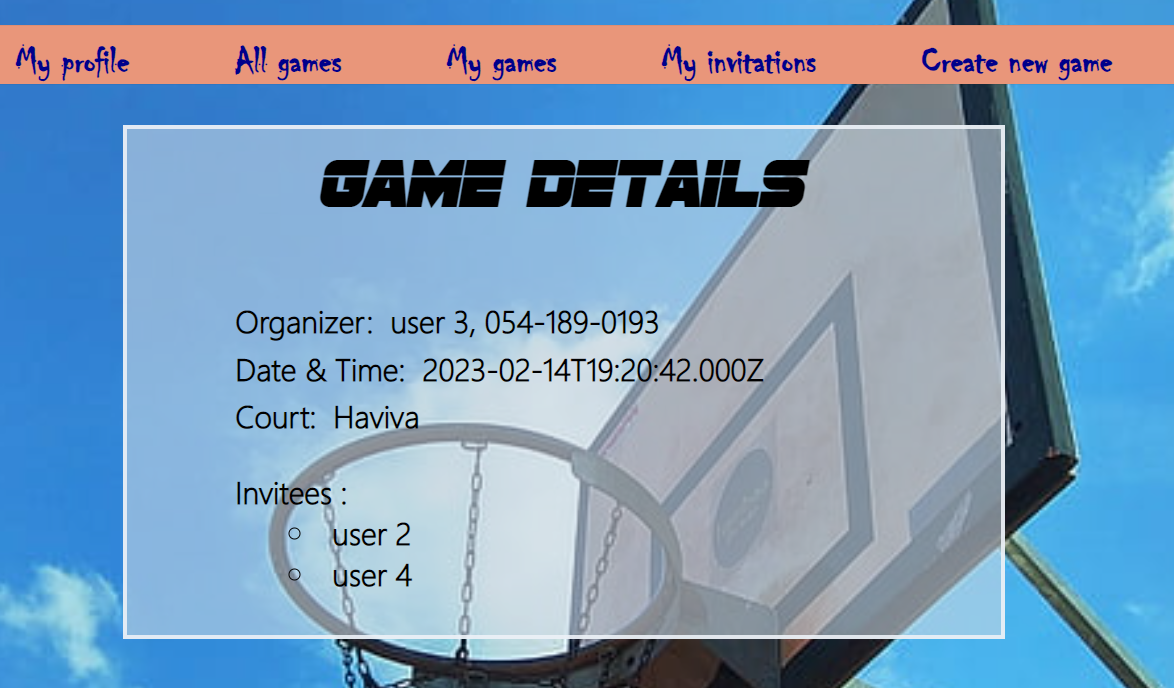 My profile All games My games My invitations Create new game
GAME DETAILS
Organizer: user 3, 054-189-0193
Date & Time: 2023-02-14T19:20:42.000Z
Court: Haviva
Invitees :
user 2
user 4